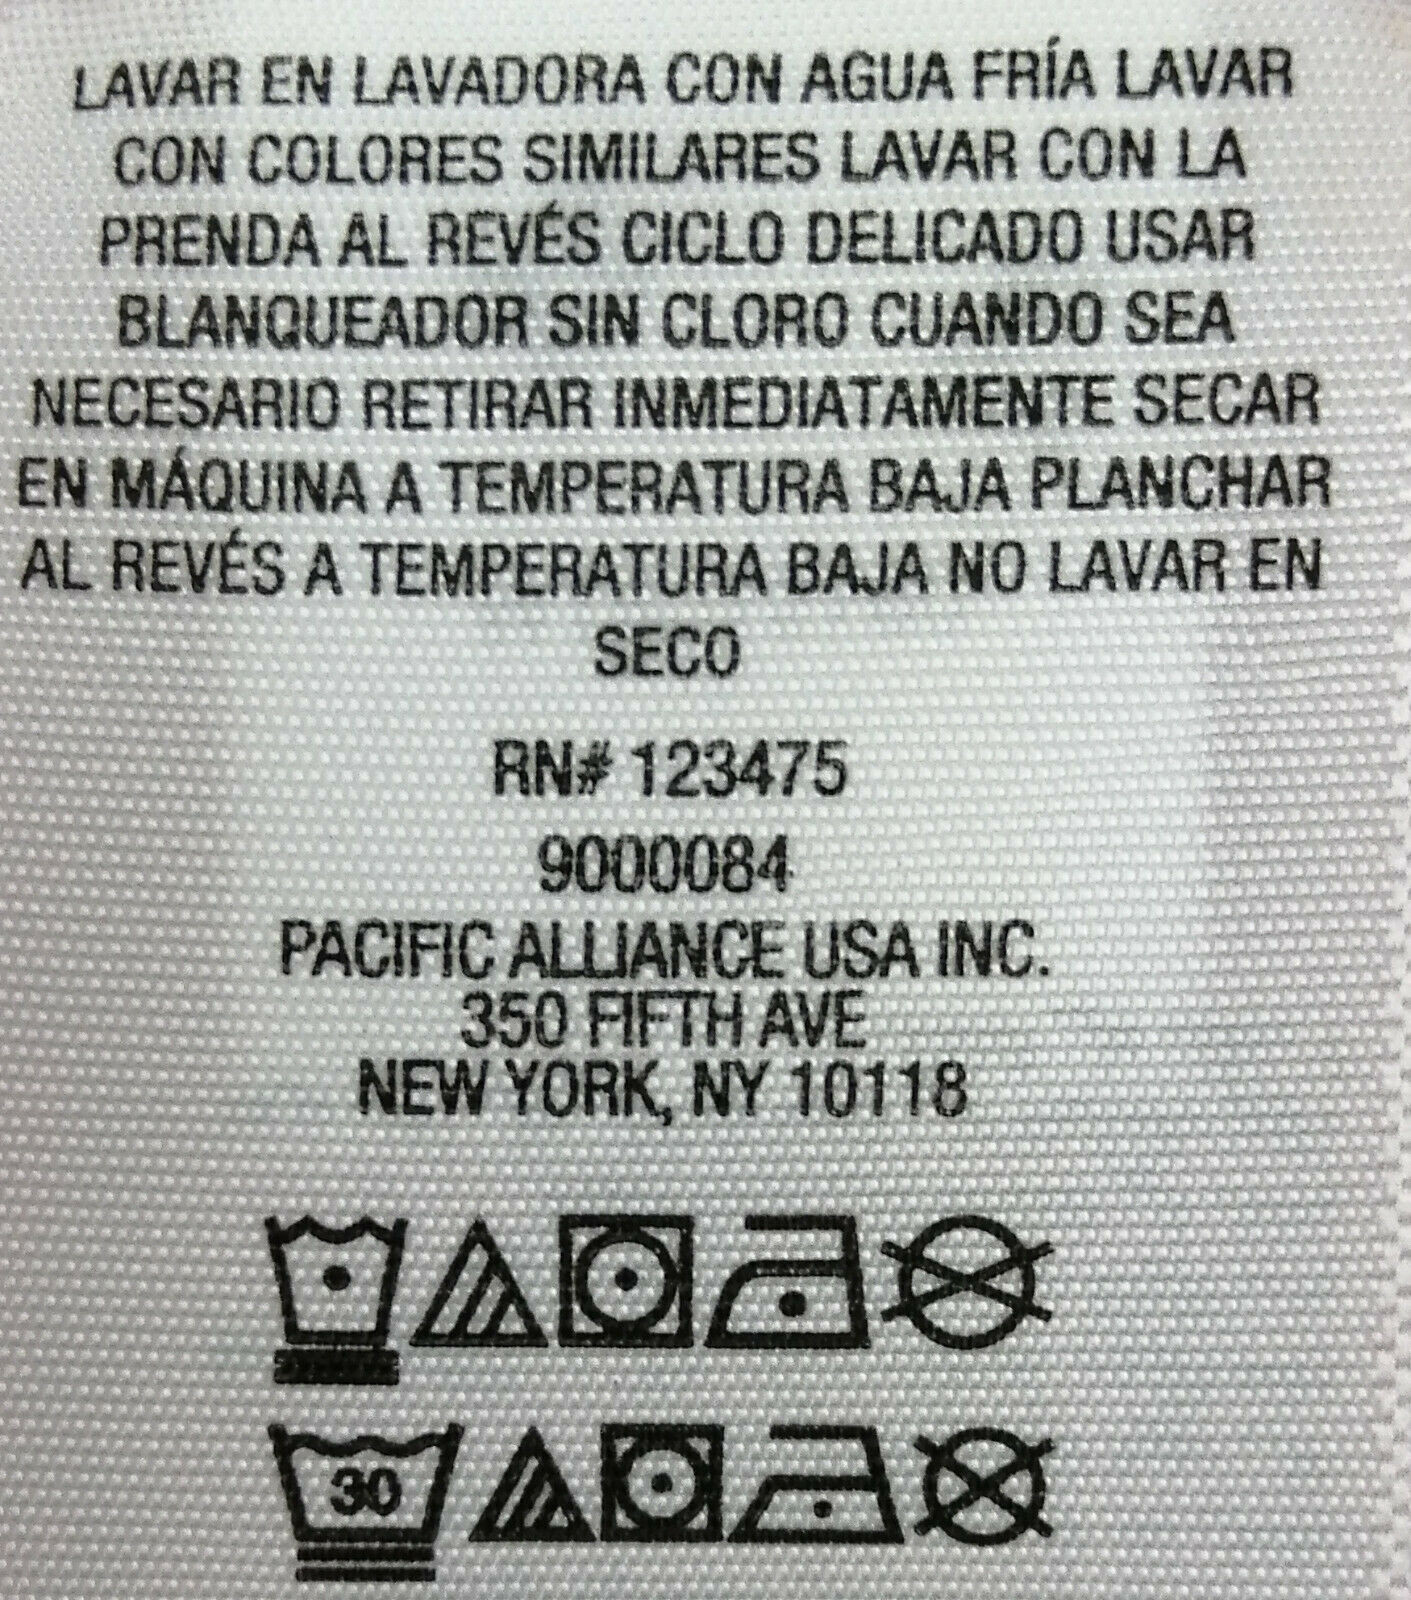 LAVAR EN LAVADORA CON AGUA FRÍA LAVAR
CON COLORES SIMILARES LAVAR CON LA
PRENDA AL REVÉS CICLO DELICADO USAR
BLANQUEADOR SIN CLORO CUANDO SEA
NECESARIO RETIRAR INMEDIATAMENTE SECAR
EN MÁQUINA A TEMPERATURA BAJA PLANCHAR
AL REVÉS A TEMPERATURA BAJA NO LAVAR EN
SECO
RN# 123475
9000084
PACIFIC ALLIANCE USA INC.
350 FIFTH AVE
NEW YORK, NY 10118
30